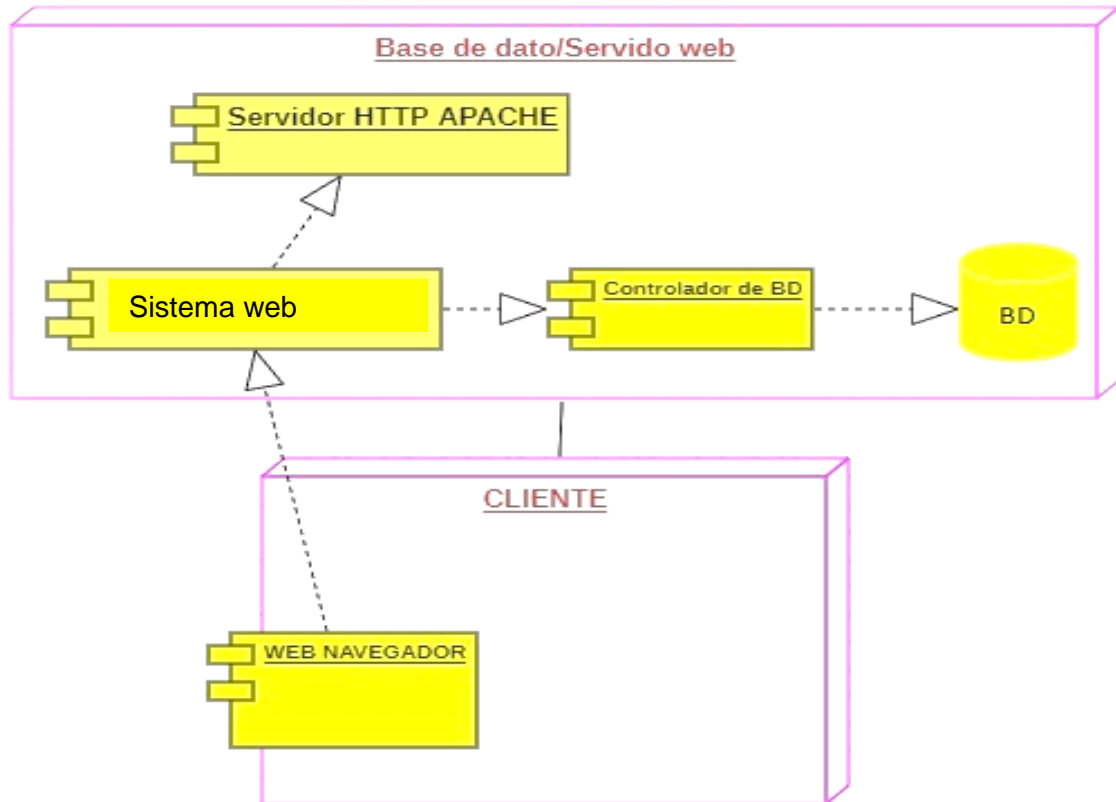 Base de dato/Servido web
Servidor HTTP APACHE
Sistema web
Controlador de BD
BD
CLIENTE
WEB NAVEGADOR